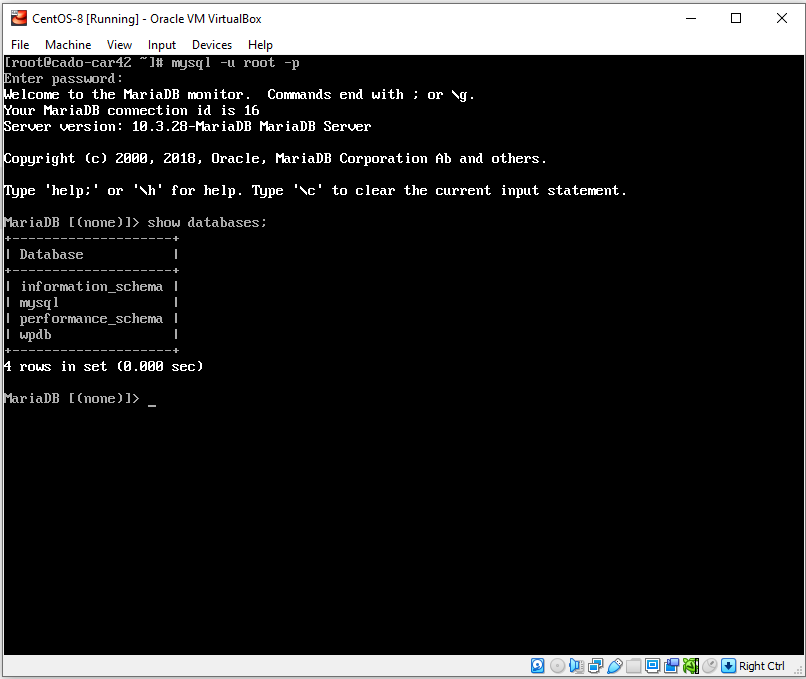 CentOS-8 [Running] - Oracle VM VirtualBox
File Machine View Input Devices Help
[root@cado-car42 ~]# mysql -u root -p
Enter password:
Welcome to the MariaDB monitor.  Commands end with ; or \g.
Your MariaDB connection id is 16
Server version: 10.3.28-MariaDB MariaDB Server
Copyright (c) 2000, 2018, Oracle, MariaDB Corporation Ab and others.
Type 'help;' or '\h' for help. Type '\c' to clear the current input statement.
MariaDB [(none)]> show databases;
+--------------------+
| Database           |
+--------------------+
| information_schema |
| mysql              |
| performance_schema |
| wpdb               |
+--------------------+
4 rows in set (0.000 sec)
MariaDB [(none)]> _
Right Ctrl